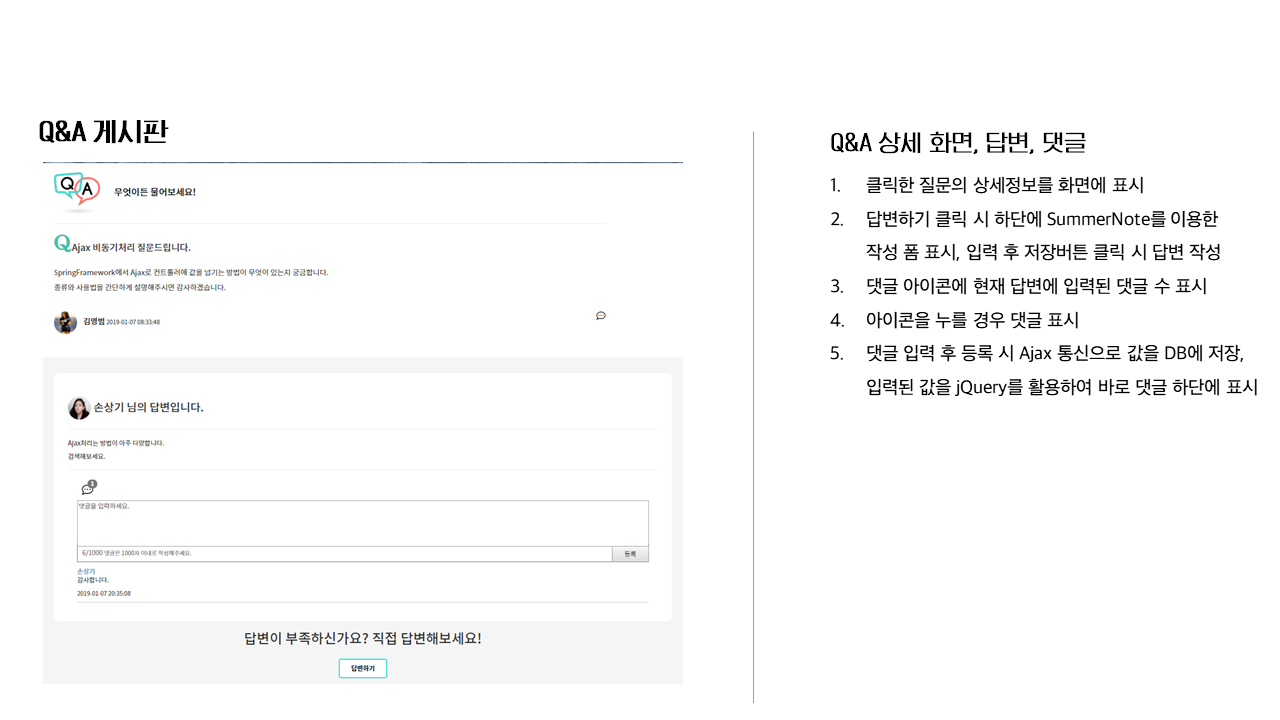 Q&A 게시판
Q A
무엇이든 물어보세요!
Q Ajax 비동기처리 질문드립니다.
SpringFramework에서 Ajax로 컨트롤러에 값을 넘기는 방법이 무엇이 있는지 궁금합니다.
종류와 사용법을 간단하게 설명해주시면 감사하겠습니다.
김영범 2019-01-07 08:33:48
손상기 님의 답변입니다.
Ajax처리는 방법이 아주 다양합니다.
검색해보세요.
1
댓글을 입력하세요.
6/1000 댓글은 1000자 이내로 작성해주세요.
등록
손상기
감사합니다.
2019-01-07 20:35:08
답변이 부족하신가요? 직접 답변해보세요!
답변하기
Q&A 상세 화면, 답변, 댓글
1. 클릭한 질문의 상세정보를 화면에 표시
2. 답변하기 클릭 시 하단에 SummerNote를 이용한
작성 폼 표시, 입력 후 저장버튼 클릭 시 답변 작성
3. 댓글 아이콘에 현재 답변에 입력된 댓글 수 표시
4. 아이콘을 누를 경우 댓글 표시
5. 댓글 입력 후 등록 시 Ajax 통신으로 값을 DB에 저장,
입력된 값을 jQuery를 활용하여 바로 댓글 하단에 표시